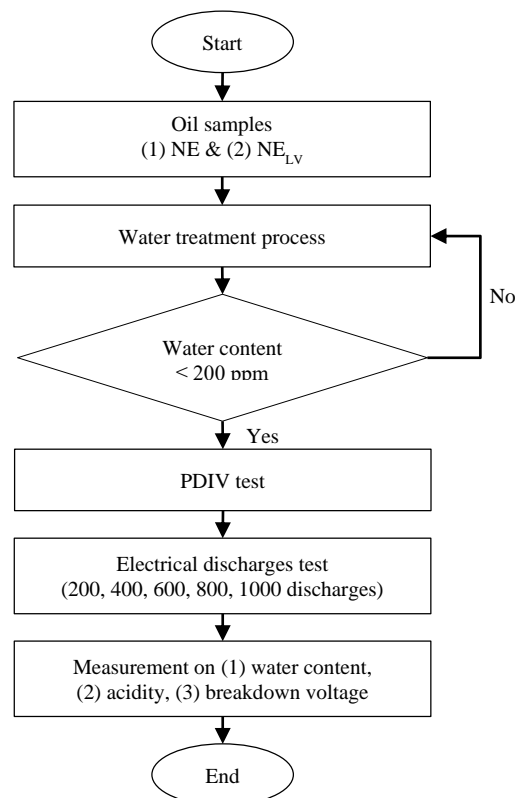 Start
Oil samples
(1) NE & (2) NE_LV
Water treatment process
No
Water content
< 200 ppm
Yes
PDIV test
Electrical discharges test
(200, 400, 600, 800, 1000 discharges)
Measurement on (1) water content,
(2) acidity, (3) breakdown voltage
End